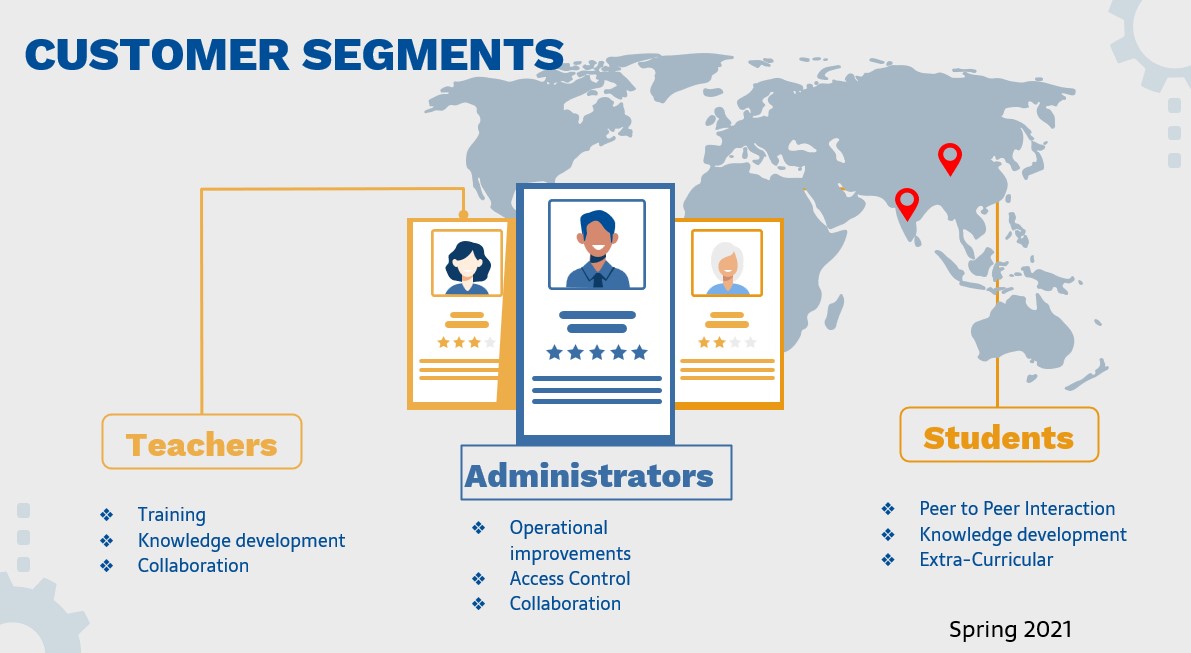 CUSTOMER SEGMENTS
Teachers
❖ Training
❖ Knowledge development
❖ Collaboration
Administrators
❖ Operational
improvements
❖ Access Control
❖ Collaboration
Students
❖ Peer to Peer Interaction
❖ Knowledge development
❖ Extra-Curricular
Spring 2021